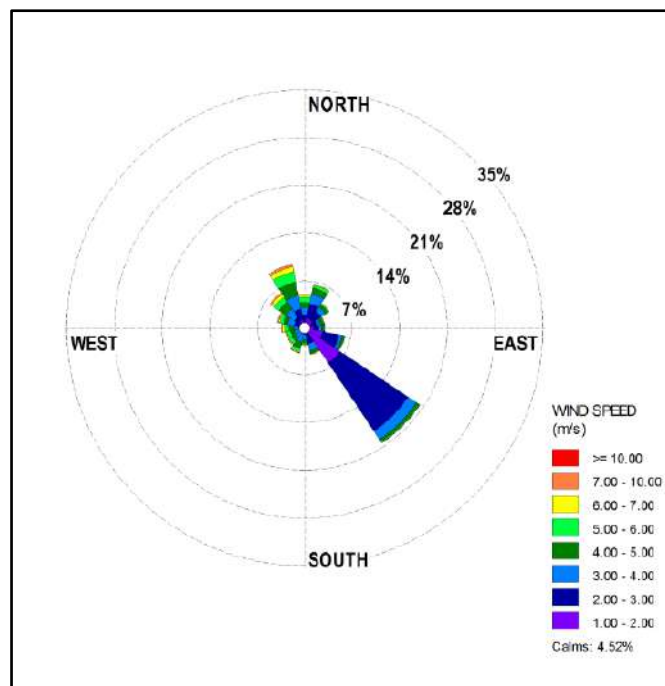 NORTH
35%
28%
21%
14%
7%
WEST
EAST
SOUTH
WIND SPEED
(m/s)
>= 10.00
7.00 - 10.00
6.00 - 7.00
5.00 - 6.00
4.00 - 5.00
3.00 - 4.00
2.00 - 3.00
1.00 - 2.00
Calms: 4.52%